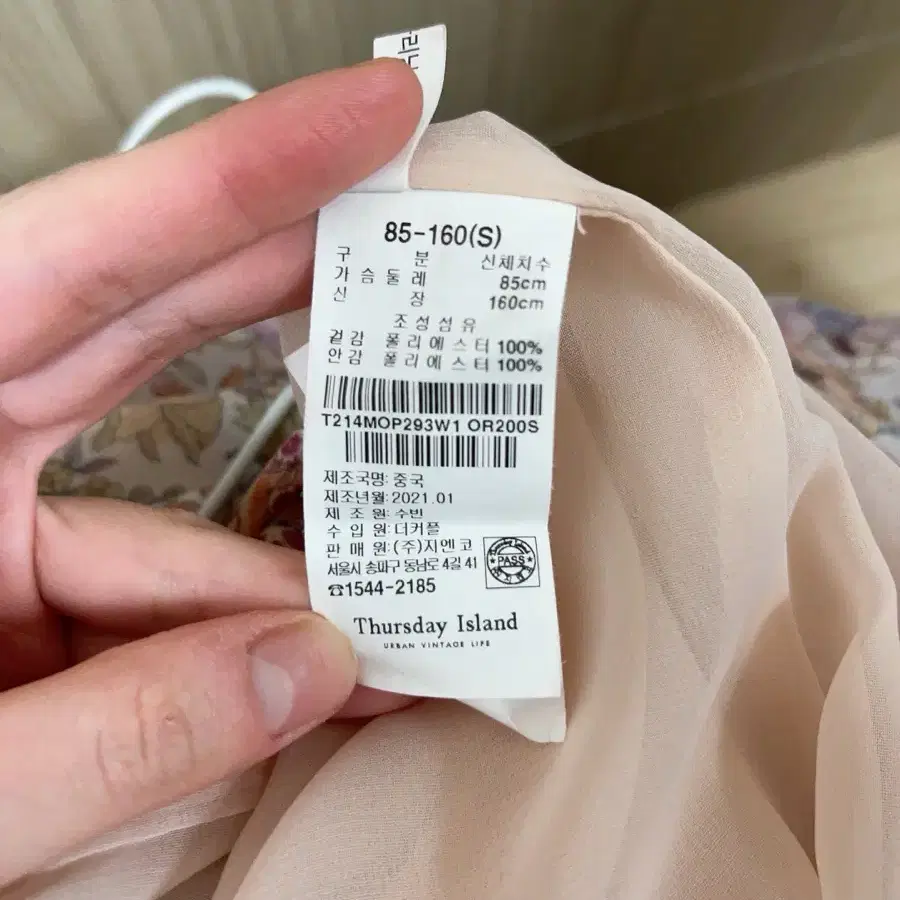 85-160(S)
구 분 신체치수
가 슴 둘 레 85cm
신 장 160cm
조성섬유
겉감 폴리에스터 100%
안감 폴리에스터 100%
T214MOP293W1 OR200S
제조국명: 중국
제조년월: 2021.01
제 조 원: 수빈
수 입 원: 더커플
판 매 원: (주)지엔코
서울시 송파구 동남로 4길 41
☎1544-2185
PASS
Thursday Island
URBAN VINTAGE LIFE